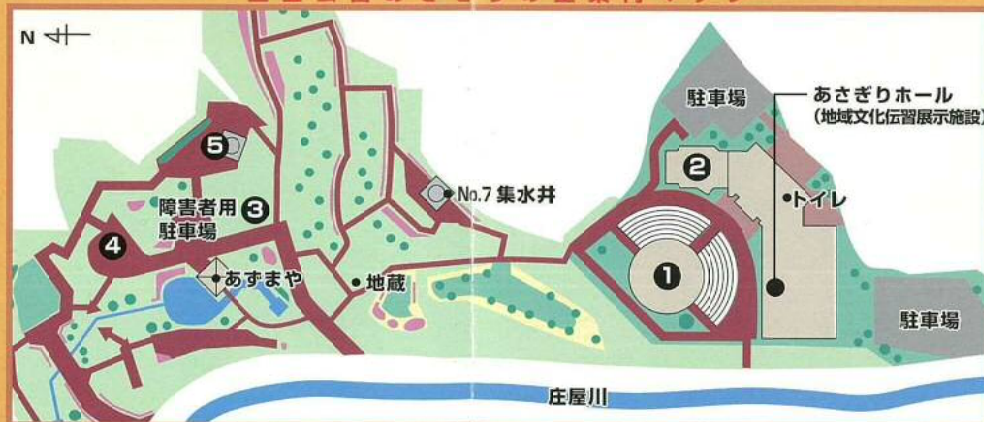 N
駐車場
あさぎりホール
(地域文化伝習展示施設)
5
2
No.7 集水井
トイレ
障害者用
駐車場
3
4
1
あずまや
地蔵
駐車場
庄屋川